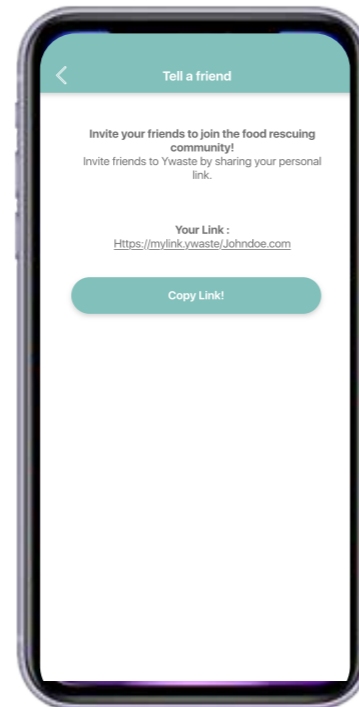 Tell a friend
Invite your friends to join the food rescuing
community!
Invite friends to Ywaste by sharing your personal
link.
Your Link :
Https://mylink.ywaste/Johndoe.com
Copy Link!